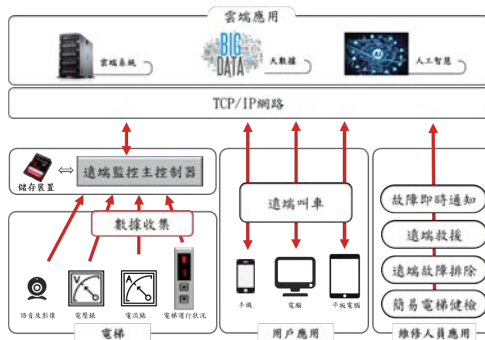 雲端應用
雲端系統
BIG
DATA
大數據
AI
人工智慧
TCP/IP網路
儲存裝置
遠端監控主控制器
數據收集
V
A
語音及影像
電壓錶
電流錶
電梯運行狀況
電梯
遠端叫車
手機
電腦
平板電腦
用戶應用
故障即時通知
遠端救援
遠端故障排除
簡易電梯健檢
維修人員應用